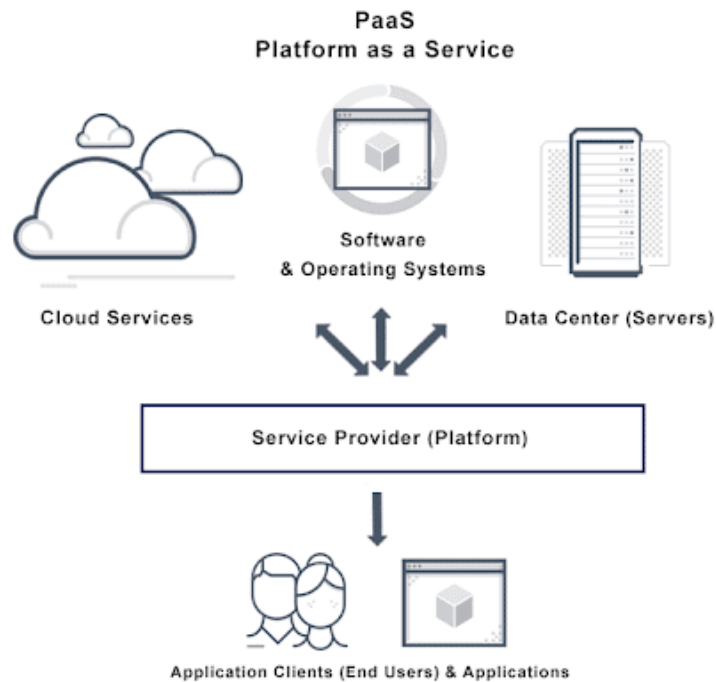 PaaS
Platform as a Service
Software
& Operating Systems
Cloud Services
Data Center (Servers)
Service Provider (Platform)
Application Clients (End Users) & Applications